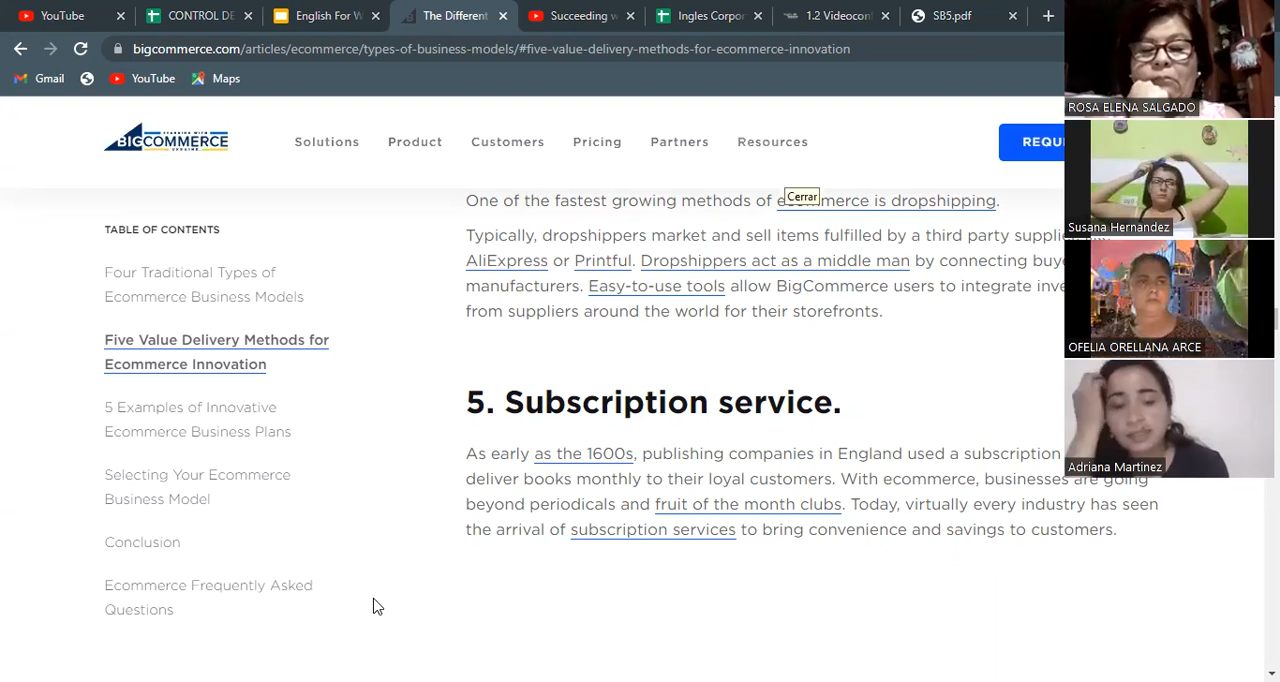 YouTube
CONTROL DE
English For W
The Different
Succeeding w
Ingles Corpor
1.2 Videoconf
SB5.pdf
bigcommerce.com/articles/ecommerce/types-of-business-models/#five-value-delivery-methods-for-ecommerce-innovation
Gmail
YouTube
Maps
BIGCOMMERCE
Solutions
Product
Customers
Pricing
Partners
Resources
REQU
TABLE OF CONTENTS
Four Traditional Types of
Ecommerce Business Models
Five Value Delivery Methods for
Ecommerce Innovation
5 Examples of Innovative
Ecommerce Business Plans
Selecting Your Ecommerce
Business Model
Conclusion
Ecommerce Frequently Asked
Questions
Cerrar
One of the fastest growing methods of ecommerce is dropshipping.
Typically, dropshippers market and sell items fulfilled by a third party
AliExpress or Printful. Dropshippers act as a middle man by connecting
manufacturers. Easy-to-use tools allow BigCommerce users to integrate
from suppliers around the world for their storefronts.
5. Subscription service.
As early as the 1600s, publishing companies in England used a subscription
deliver books monthly to their loyal customers. With ecommerce, businesses are going
beyond periodicals and fruit of the month clubs. Today, virtually every industry has seen
the arrival of subscription services to bring convenience and savings to customers.
ROSA ELENA SALGADO
Susana Hernandez
OFELIA ORELLANA ARCE
Adriana Martinez